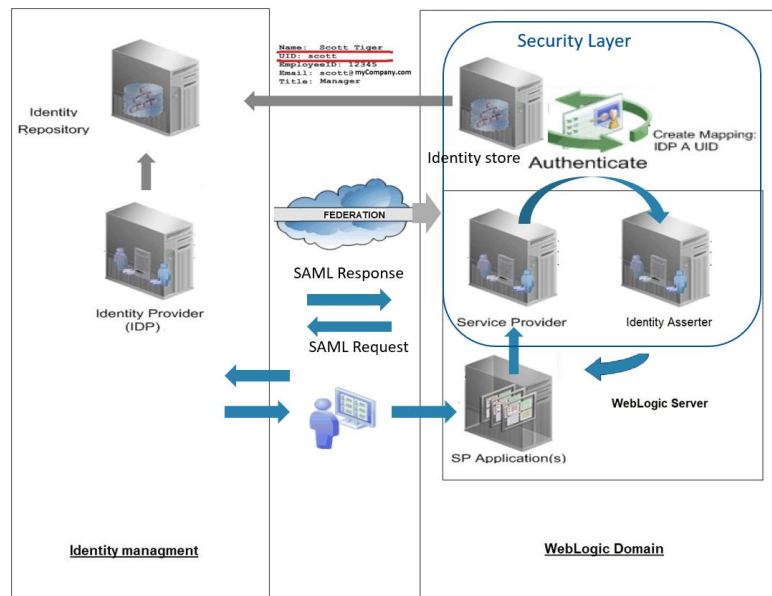 Security Layer
Name: Scott Tiger
UID: scott
EmployeeID: 12345
Email: scott@myCompany.com
Title: Manager
Identity
Repository
Identity store
Create Mapping:
IDP A UID
Authenticate
FEDERATION
SAML Response
Identity Provider
(IDP)
Service Provider
Identity Asserter
SAML Request
WebLogic Server
SP Application(s)
Identity managment
WebLogic Domain